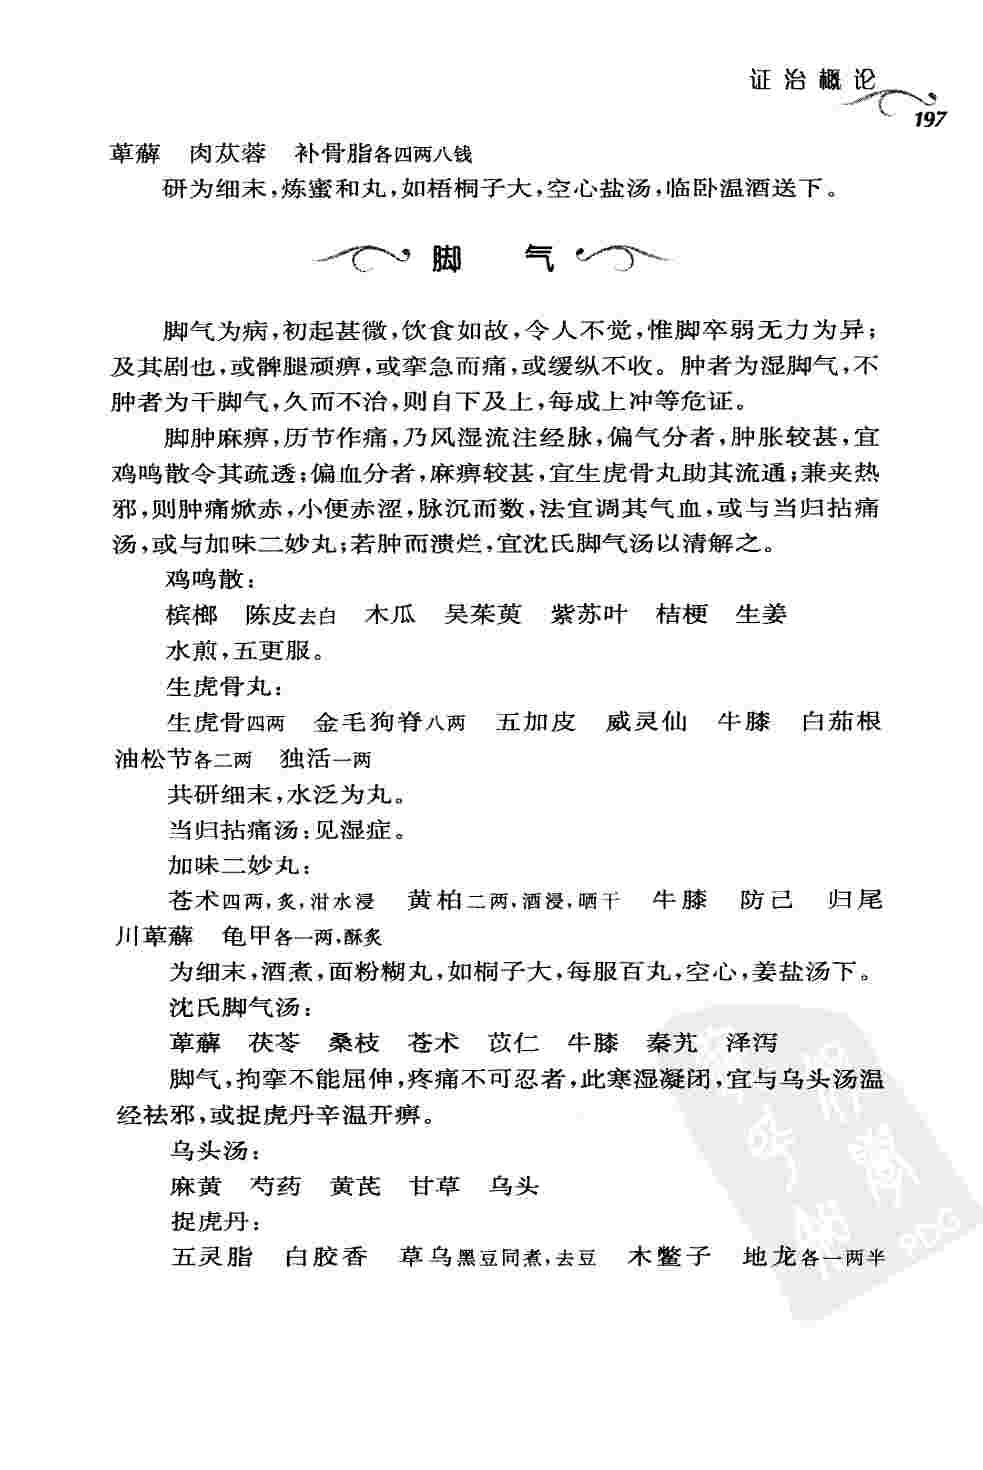 证治概论
197
萆薢 肉苁蓉 补骨脂各四两八钱
研为细末,炼蜜和丸,如梧桐子大,空心盐汤,临卧温酒送下。
脚 气
脚气为病,初起甚微,饮食如故,令人不觉,惟脚卒弱无力为异;
及其剧也,或髀腿顽痹,或挛急而痛,或缓纵不收。肿者为湿脚气,不
肿者为干脚气,久而不治,则自下及上,每成上冲等危证。
脚肿麻痹,历节作痛,乃风湿流注经脉,偏气分者,肿胀较甚,宜
鸡鸣散令其疏透;偏血分者,麻痹较甚,宜生虎骨丸助其流通;兼夹热
邪,则肿痛焮赤,小便赤涩,脉沉而数,法宜调其气血,或与当归拈痛
汤,或与加味二妙丸;若肿而溃烂,宜沈氏脚气汤以清解之。
鸡鸣散:
槟榔 陈皮去白 木瓜 吴茱萸 紫苏叶 桔梗 生姜
水煎,五更服。
生虎骨丸:
生虎骨四两 金毛狗脊八两 五加皮 威灵仙 牛膝 白茄根
油松节各二两 独活一两
共研细末,水泛为丸。
当归拈痛汤:见湿症。
加味二妙丸:
苍术四两,炙,泔水浸 黄柏二两,酒浸,晒干 牛膝 防己 归尾
川萆薢 龟甲各一两,酥炙
为细末,酒煮,面粉糊丸,如桐子大,每服百丸,空心,姜盐汤下。
沈氏脚气汤:
萆薢 茯苓 桑枝 苍术 苡仁 牛膝 秦艽 泽泻
脚气,拘挛不能屈伸,疼痛不可忍者,此寒湿凝闭,宜与乌头汤温
经祛邪,或捉虎丹辛温开痹。
乌头汤:
麻黄 芍药 黄芪 甘草 乌头
捉虎丹:
五灵脂 白胶香 草乌黑豆同煮,去豆 木鳖子 地龙各一两半
PDG